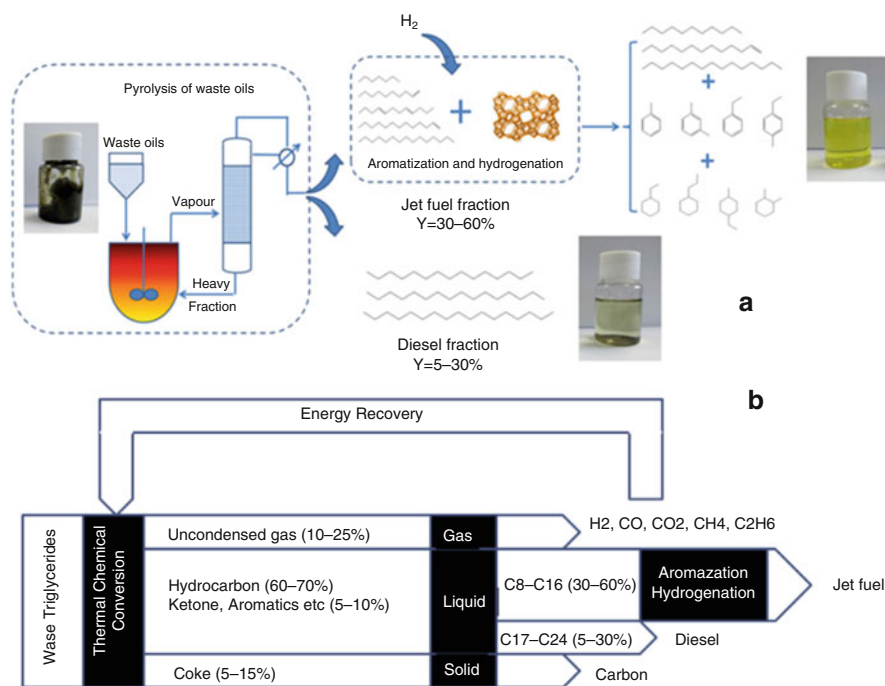 H2
Pyrolysis of waste oils
Waste oils
Vapour
Heavy
Fraction
Aromatization and hydrogenation
Jet fuel fraction
Y=30–60%
Diesel fraction
Y=5–30%
a
b
Energy Recovery
Wase Triglycerides
Thermal Chemical
Conversion
Uncondensed gas (10–25%)
Gas
H2, CO, CO2, CH4, C2H6
Hydrocarbon (60–70%)
Ketone, Aromatics etc (5–10%)
Liquid
C8–C16 (30–60%)
Aromazation
Hydrogenation
Jet fuel
C17–C24 (5–30%)
Diesel
Coke (5–15%)
Solid
Carbon